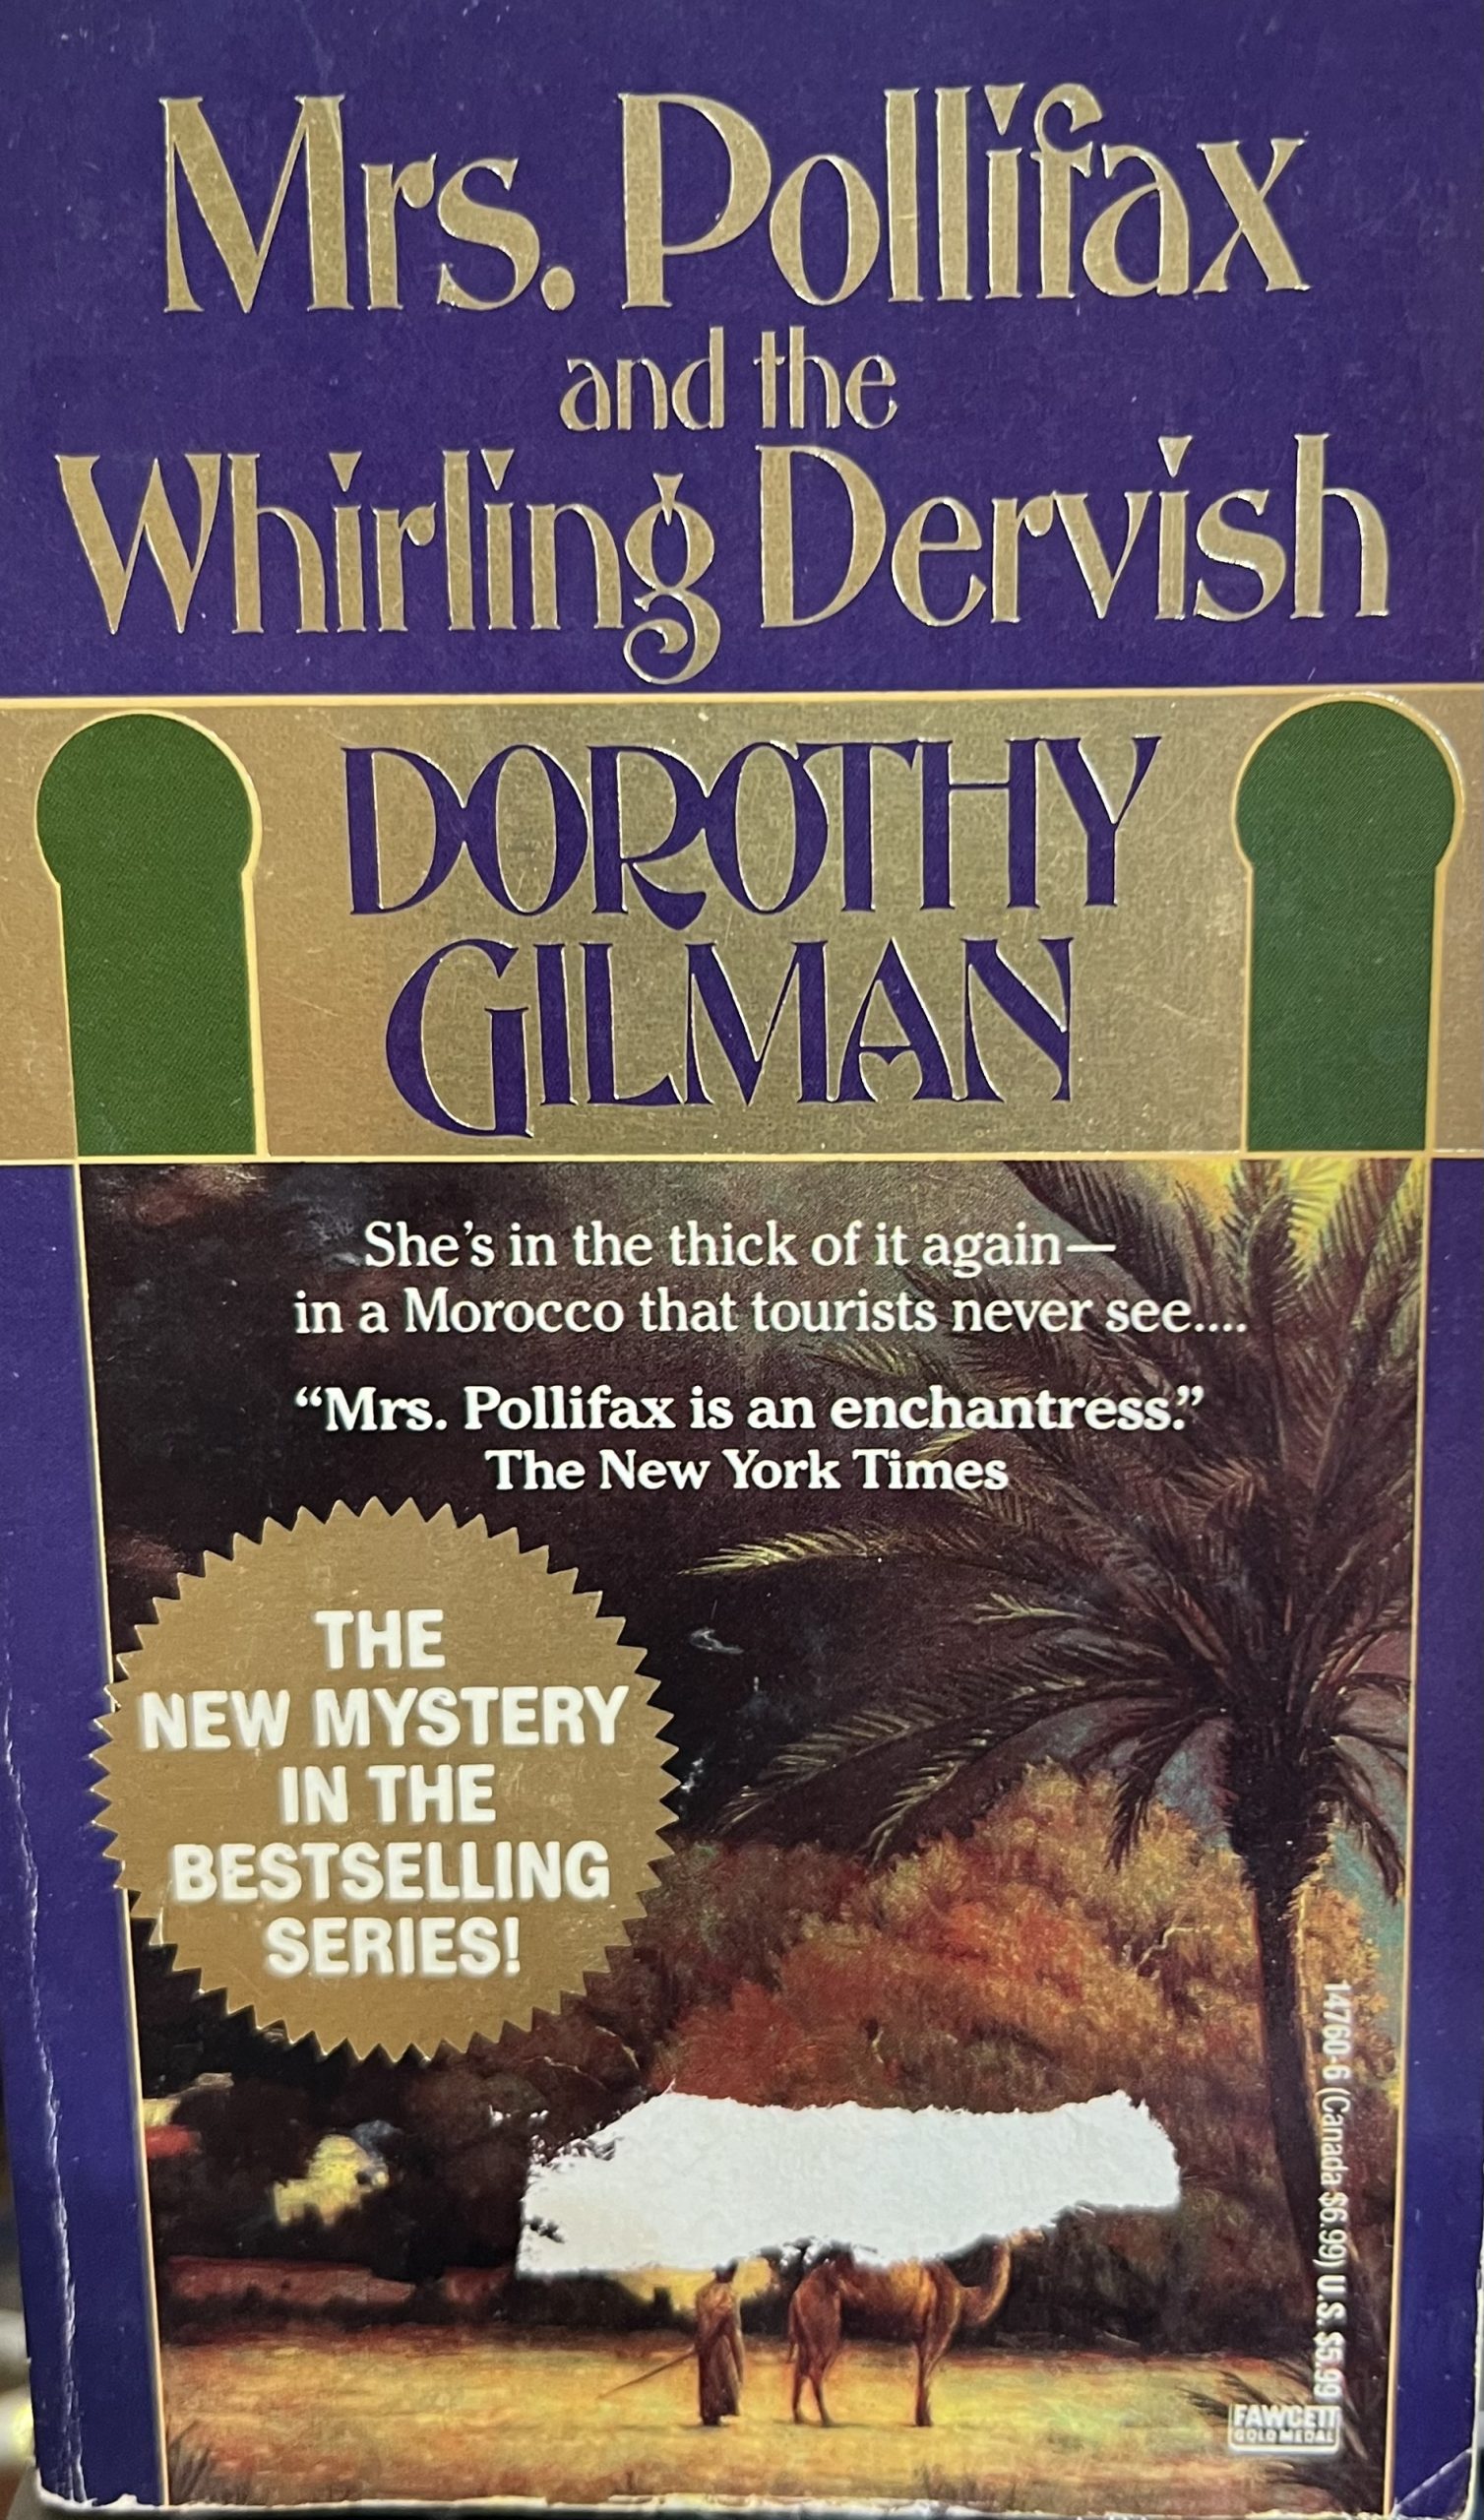 Mrs. Pollifax
and the
Whirling Dervish
DOROTHY
GILMAN
She's in the thick of it again—
in a Morocco that tourists never see....
“Mrs. Pollifax is an enchantress.”
The New York Times
THE
NEW MYSTERY
IN THE
BESTSELLING
SERIES!
14760-6 (Canada $6.99) U.S. $5.99
FAWCETT
GOLD MEDAL